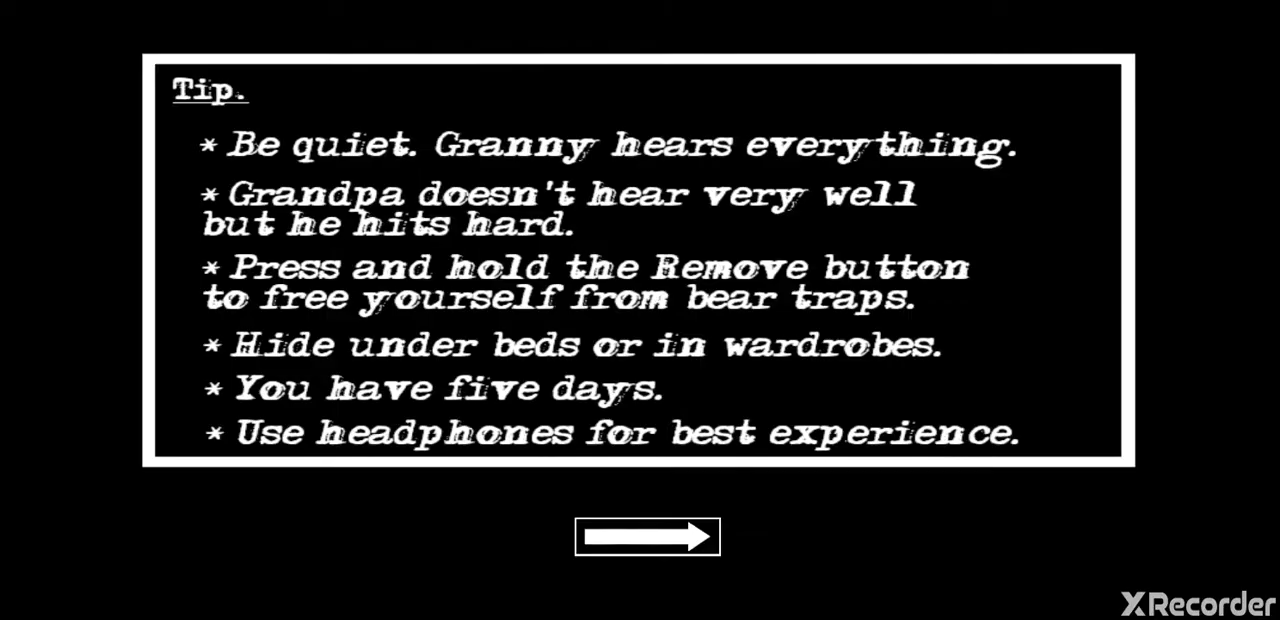 Tip.
* Be quiet. Granny hears everything.
* Grandpa doesn't hear very well
but he hits hard.
* Press and hold the Remove button
to free yourself from bear traps.
* Hide under beds or in wardrobes.
* You have five days.
* Use headphones for best experience.
XRecorder